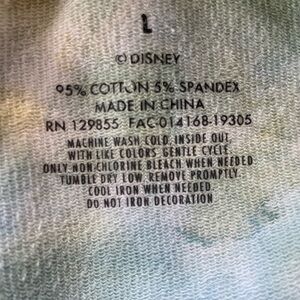 L
© DISNEY
95% COTTON 5% SPANDEX
MADE IN CHINA
RN 129855 FAC-014168-19305
MACHINE WASH COLD, INSIDE OUT
WITH LIKE COLORS GENTLE CYCLE.
ONLY NON-CHLORINE BLEACH WHEN NEEDED
TUMBLE DRY LOW. REMOVE PROMPTLY.
COOL IRON WHEN NEEDED.
DO NOT IRON DECORATION